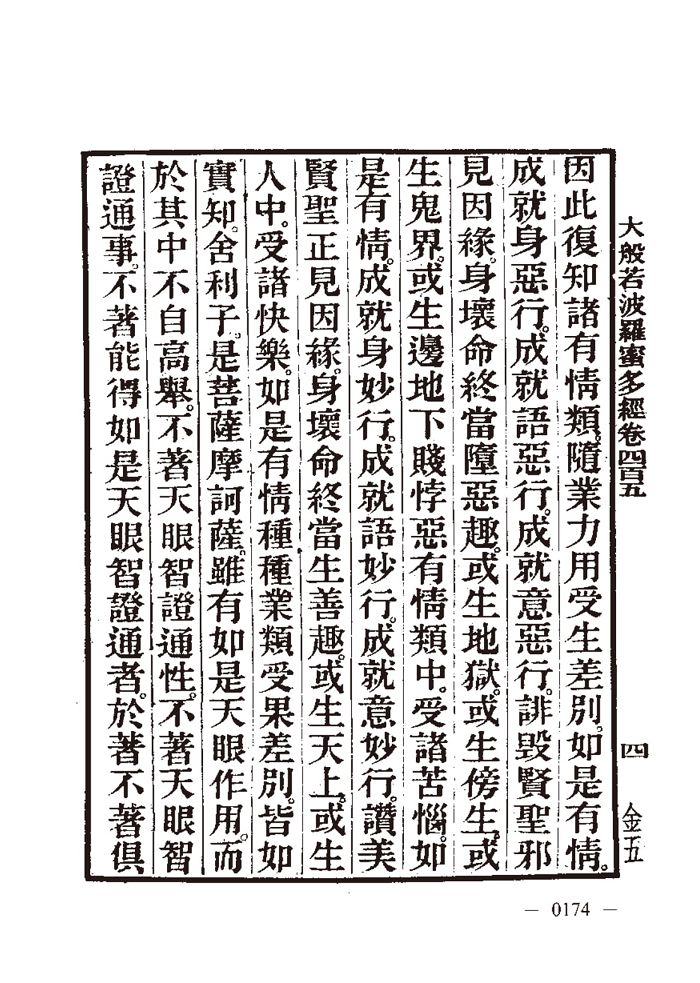 大般若波羅蜜多經卷四百五
四
金五
因此復知諸有情類。隨業力用受生差別。如是有情。
成就身惡行。成就語惡行。成就意惡行。誹毀賢聖邪
見因緣。身壞命終當墮惡趣。或生地獄。或生傍生。或
生鬼界。或生邊地下賤悖惡有情類中。受諸苦惱。如
是有情。成就身妙行。成就語妙行。成就意妙行。讚美
賢聖正見因緣。身壞命終當生善趣。或生天上。或生
人中。受諸快樂。如是有情種種業類受果差別。皆如
實知。舍利子。是菩薩摩訶薩。雖有如是天眼作用。而
於其中不自高舉。不著天眼智證通性。不著天眼智
證通事。不著能得如是天眼智證通者。於著不著俱
— 0174 —